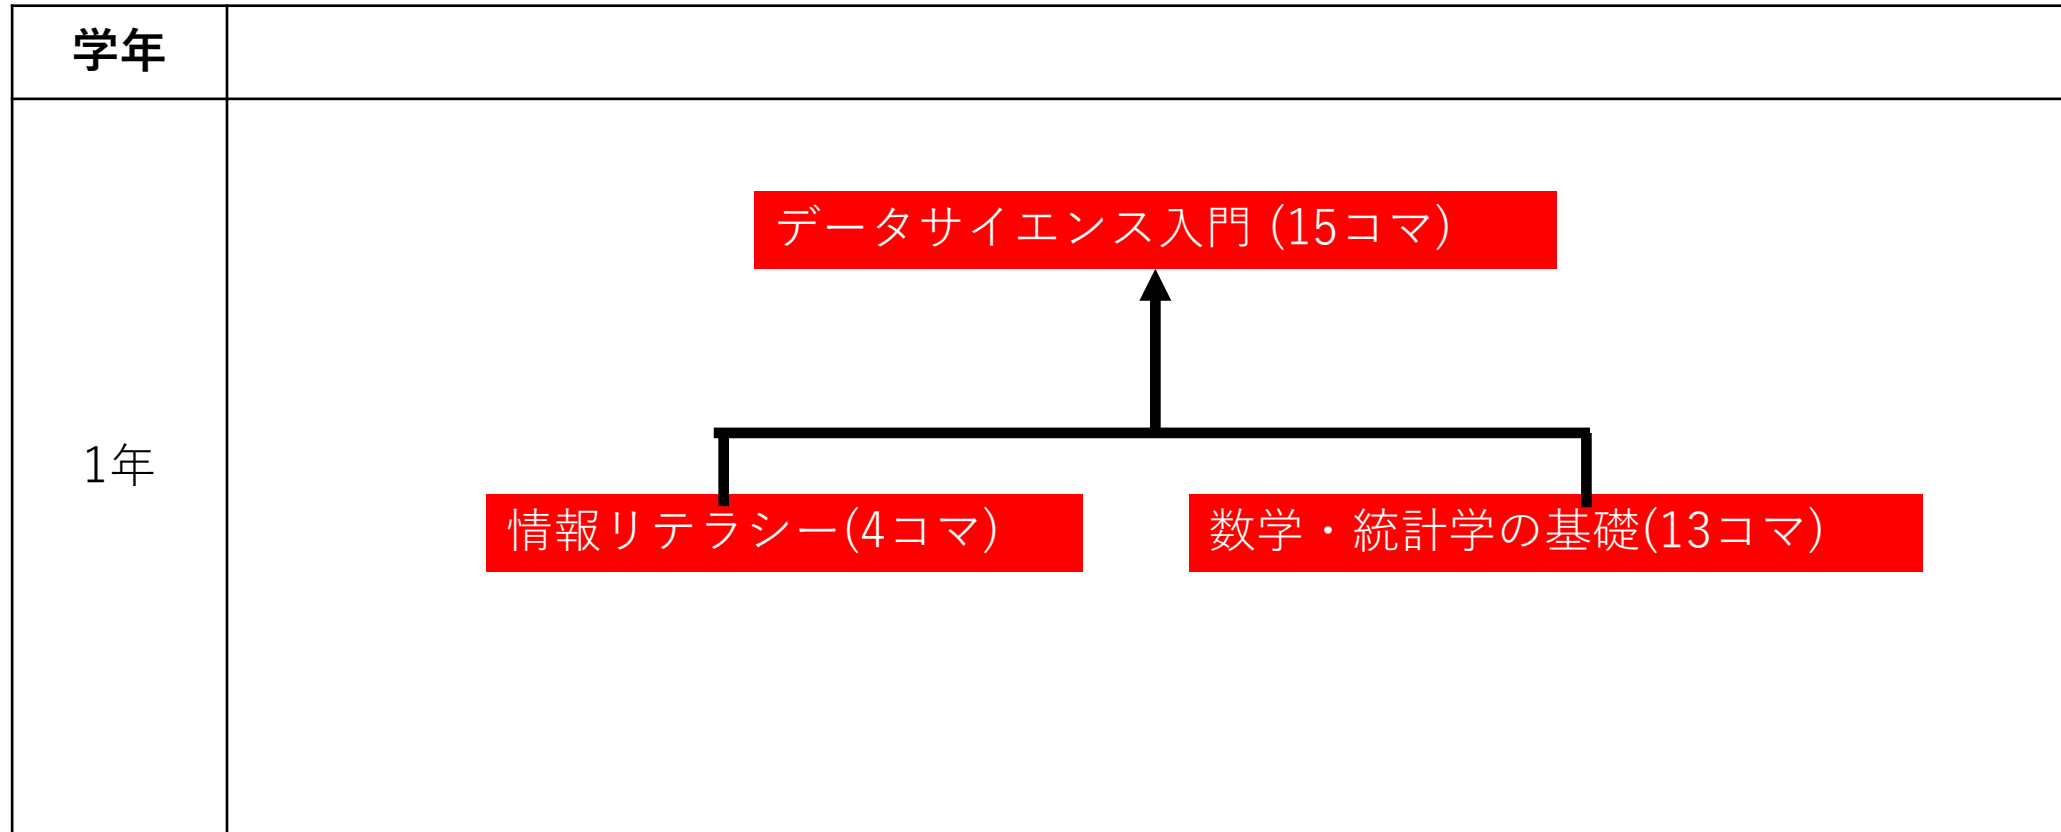 学年
データサイエンス入門 (15コマ)
1年
情報リテラシー(4コマ)
数学・統計学の基礎(13コマ)